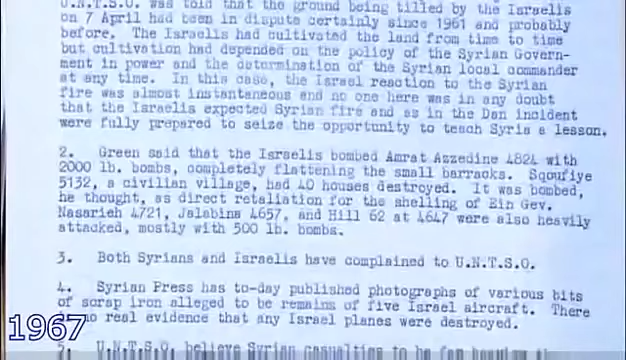 U.N.T.S.O. was told that the ground being tilled by the Israelis
on 7 April had been in dispute certainly since 1961 and probably
before. The Israelis had cultivated the land from time to time
but cultivation had depended on the policy of the Syrian Govern-
ment in power and the determination of the Syrian local commander
at any time. In this case, the Israel reaction to the Syrian
fire was almost instantaneous and no one here was in any doubt
that the Israelis expected Syrian fire and as in the Dan incident
were fully prepared to seize the opportunity to teach Syria a lesson.
2. Green said that the Israelis bombed Amrat Azzedine 4824 with
2000 lb. bombs, completely flattening the small barracks. Sqoufiye
5132, a civilian village, had 40 houses destroyed. It was bombed,
he thought, as direct retaliation for the shelling of Ein Gev.
Nasarieh 4721, Jalabina 4657, and Hill 62 at 4647 were also heavily
attacked, mostly with 500 lb. bombs.
3. Both Syrians and Israelis have complained to U.N.T.S.O.
4. Syrian Press has to-day published photographs of various bits
of scrap iron alleged to be remains of five Israel aircraft. There
no real evidence that any Israel planes were destroyed.
1967
5. U.N.T.S.O. believe Syrian casualties to be